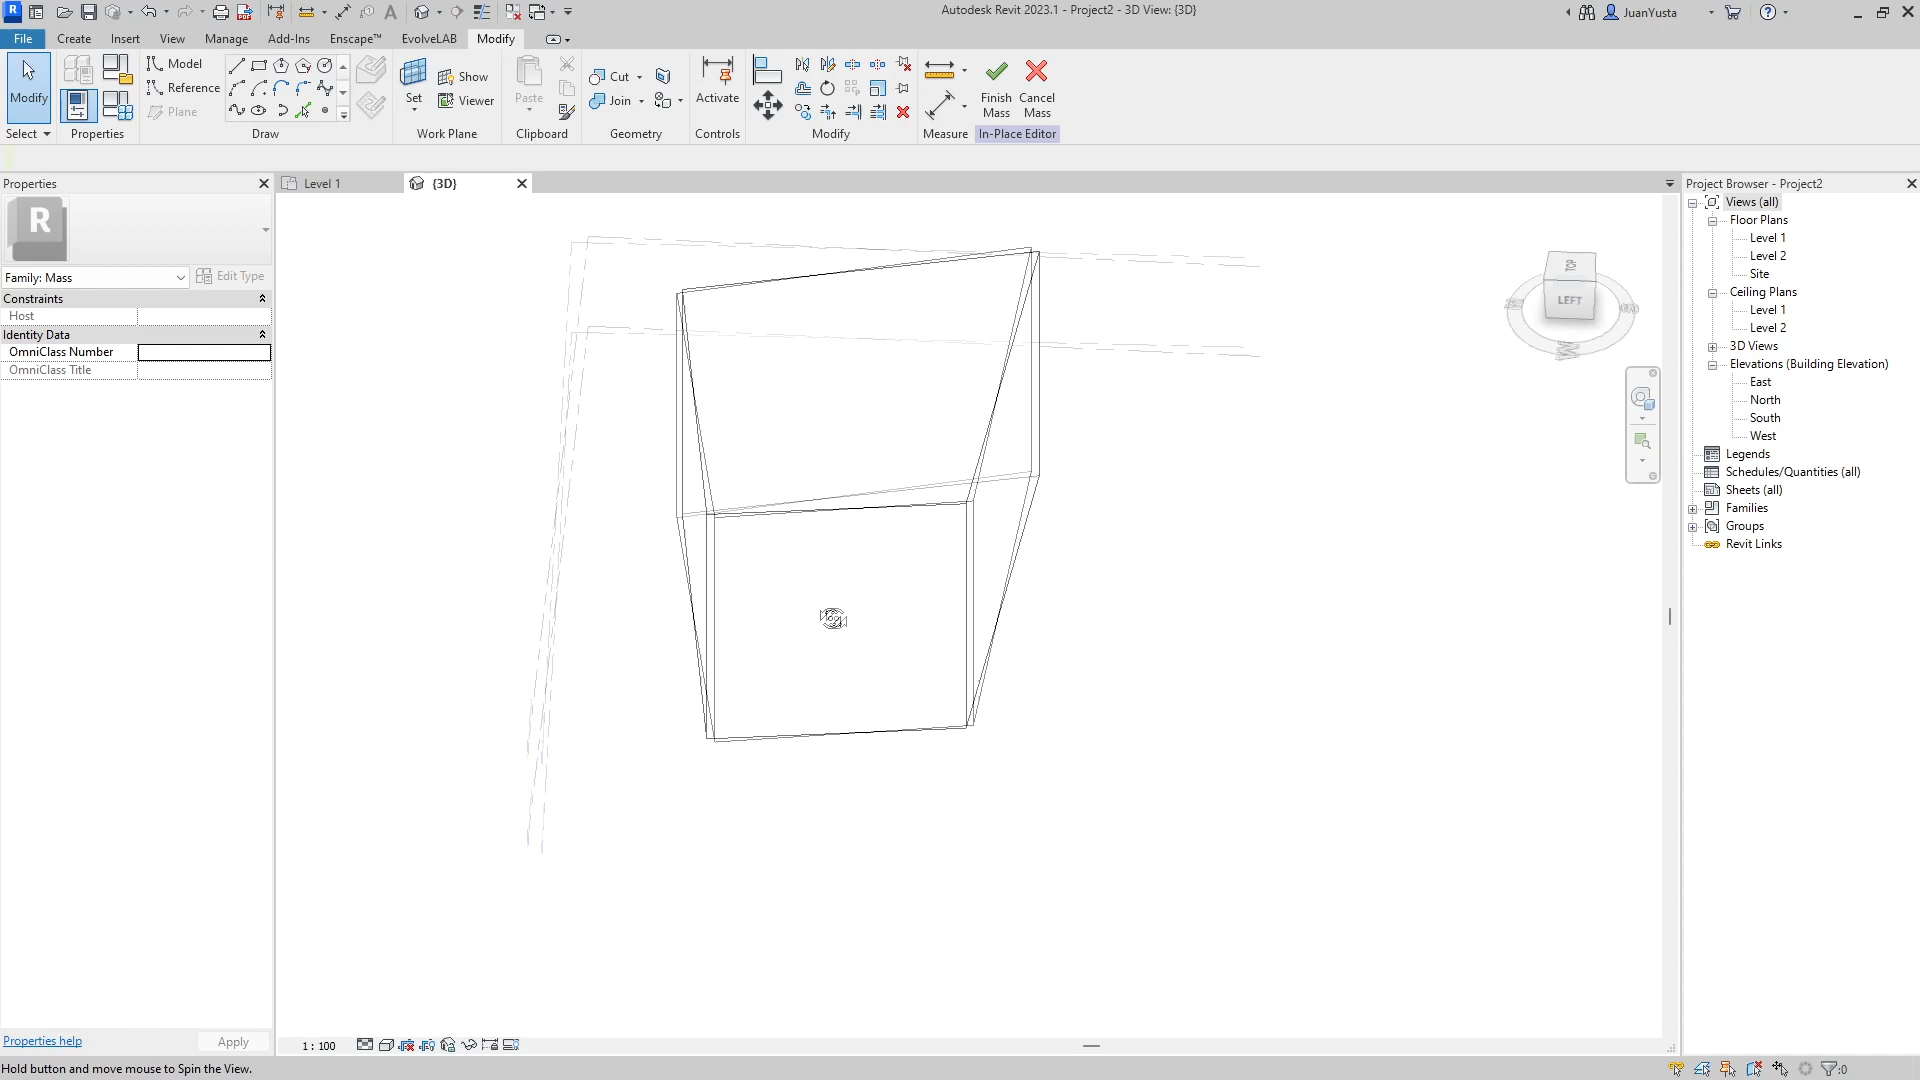 Autodesk Revit 2023.1 - Project2 - 3D View: {3D}
JuanYusta
File
Create
Insert
View
Manage
Add-Ins
Enscape™
EvolveLAB
Modify
Modify
Select
Properties
Model
Reference
Plane
Draw
Set
Show
Viewer
Work Plane
Paste
Clipboard
Cut
Join
Geometry
Activate
Controls
Modify
Measure
Finish
Mass
Cancel
Mass
In-Place Editor
Properties
Level 1
{3D}
Project Browser - Project2
R
Family: Mass
Edit Type
Constraints
Host
Identity Data
OmniClass Number
OmniClass Title
TOP
LEFT
W
Views (all)
Floor Plans
Level 1
Level 2
Site
Ceiling Plans
Level 1
Level 2
3D Views
Elevations (Building Elevation)
East
North
South
West
Legends
Schedules/Quantities (all)
Sheets (all)
Families
Groups
Revit Links
Properties help
Apply
1 : 100
Hold button and move mouse to Spin the View.
:0